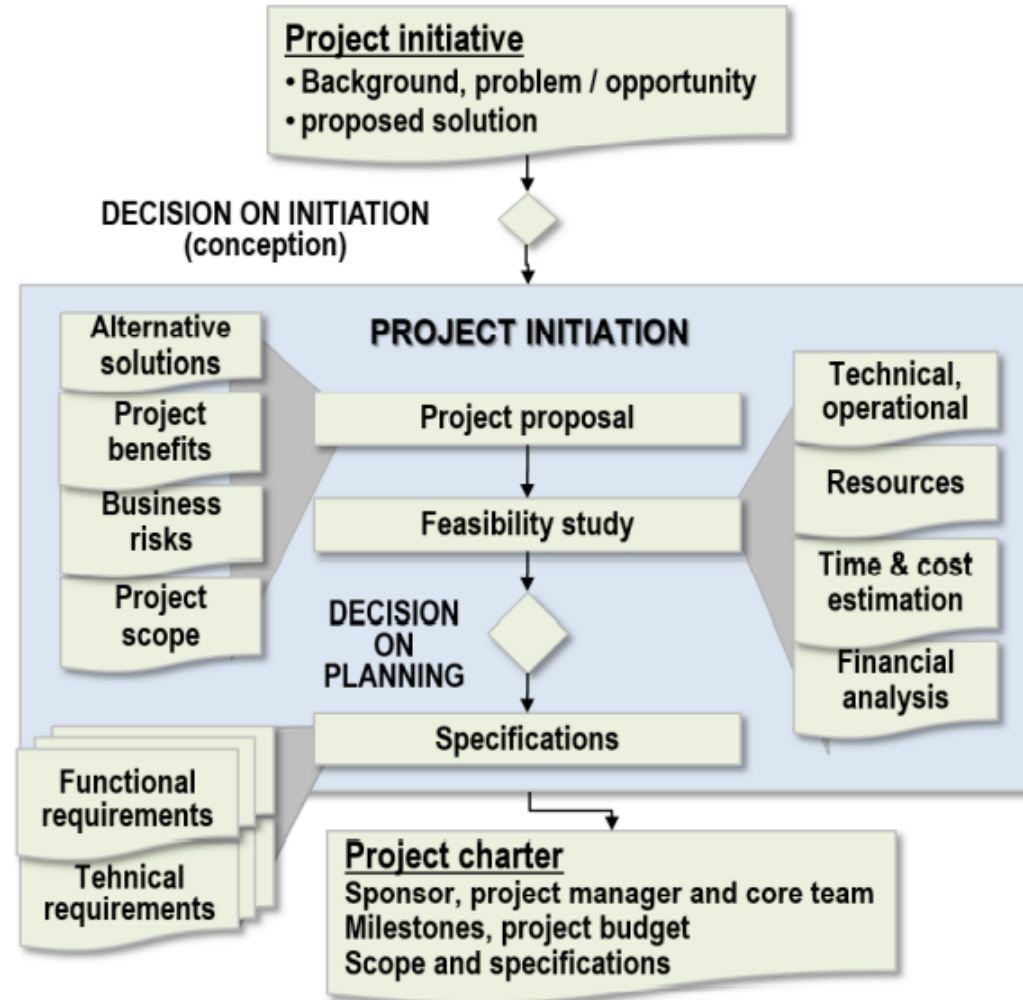 Project initiative
• Background, problem / opportunity
• proposed solution
DECISION ON INITIATION
(conception)
PROJECT INITIATION
Alternative
solutions
Project
benefits
Business
risks
Project
scope
Project proposal
Feasibility study
Technical,
operational
Resources
Time & cost
estimation
Financial
analysis
DECISION
ON
PLANNING
Specifications
Functional
requirements
Tehnical
requirements
Project charter
Sponsor, project manager and core team
Milestones, project budget
Scope and specifications